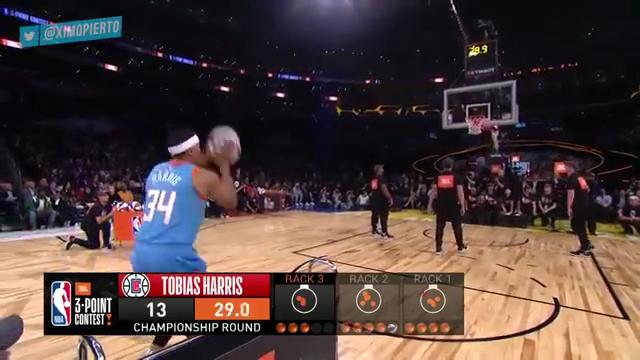 @XIMOPIERTO
28.9
HARRIS
34
JBL
3-POINT
CONTEST
NBA
TOBIAS HARRIS
13 29.0
CHAMPIONSHIP ROUND
RACK 3 RACK 2 RACK 1